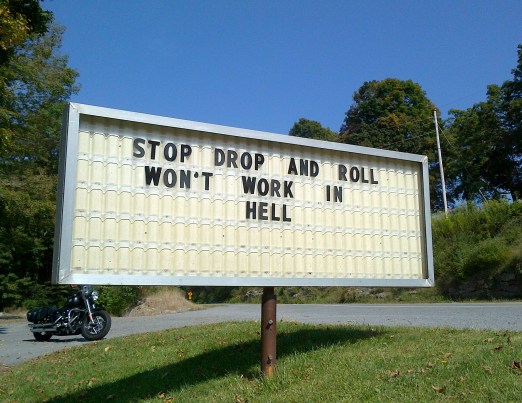 STOP DROP AND ROLL
WON'T WORK IN
HELL